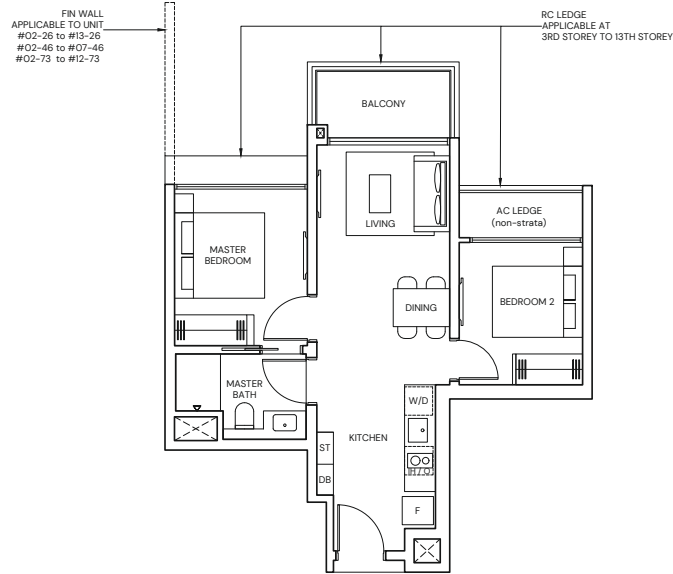 FIN WALL
APPLICABLE TO UNIT
#02-26 to #13-26
#02-46 to #07-46
#02-73 to #12-73
RC LEDGE
APPLICABLE AT
3RD STOREY TO 13TH STOREY
BALCONY
LIVING
AC LEDGE
(non-strata)
MASTER
BEDROOM
DINING
BEDROOM 2
MASTER
BATH
W/D
KITCHEN
ST
IH / O
DB
F